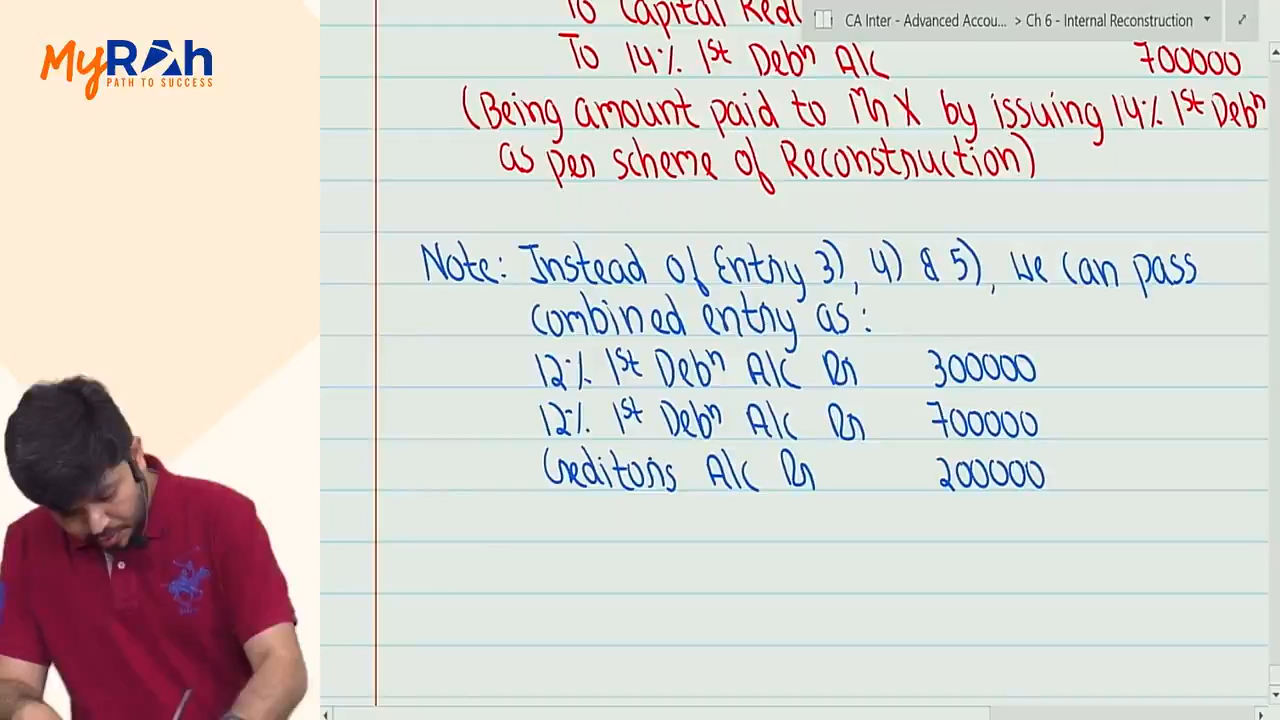 MyRAh
PATH TO SUCCESS
CA Inter - Advanced Accou... > Ch 6 - Internal Reconstruction
To Capital Red
To 14% 1st Debn A/c 700000
(Being amount paid to Mr X by issuing 14% 1st Debn
as per scheme of Reconstruction)
Note: Instead of Entry 3), 4) & 5), we can pass
combined entry as:
12% 1st Debn A/c Dr 300000
12% 1st Debn A/c Dr 700000
Creditors A/c Dr 200000